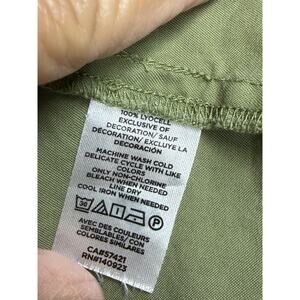 100% LYOCELL
EXCLUSIVE OF
DECORATION/ SAUF
DÉCORATION/ EXCLUYE LA
DECORACIÓN
MACHINE WASH COLD
DELICATE CYCLE WITH LIKE
COLORS
ONLY NON-CHLORINE
BLEACH WHEN NEEDED
LINE DRY
COOL IRON WHEN NEEDED
30 P
AVEC DES COULEURS
SEMBLABLES/ CON
COLORES SIMILARES
CA#57421
RN#140923